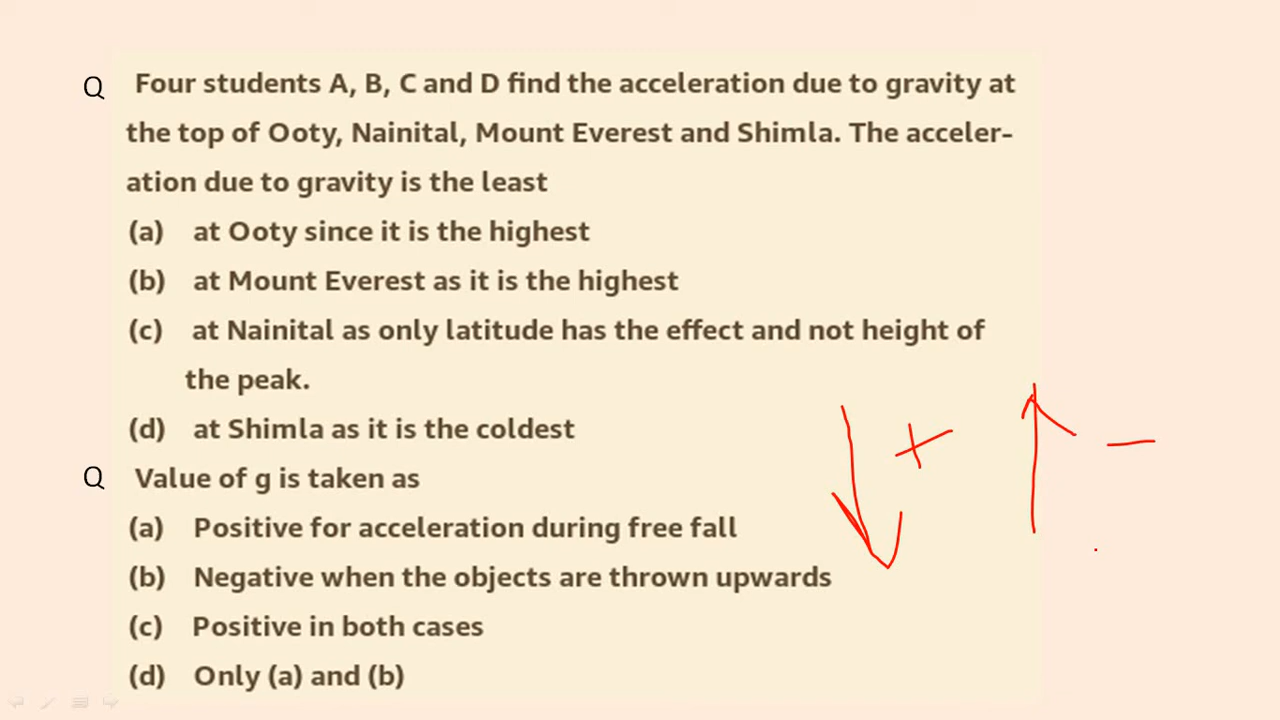 Q Four students A, B, C and D find the acceleration due to gravity at
the top of Ooty, Nainital, Mount Everest and Shimla. The acceler-
ation due to gravity is the least
(a) at Ooty since it is the highest
(b) at Mount Everest as it is the highest
(c) at Nainital as only latitude has the effect and not height of
the peak.
(d) at Shimla as it is the coldest
Q Value of g is taken as
(a) Positive for acceleration during free fall
(b) Negative when the objects are thrown upwards
(c) Positive in both cases
(d) Only (a) and (b)
+ −